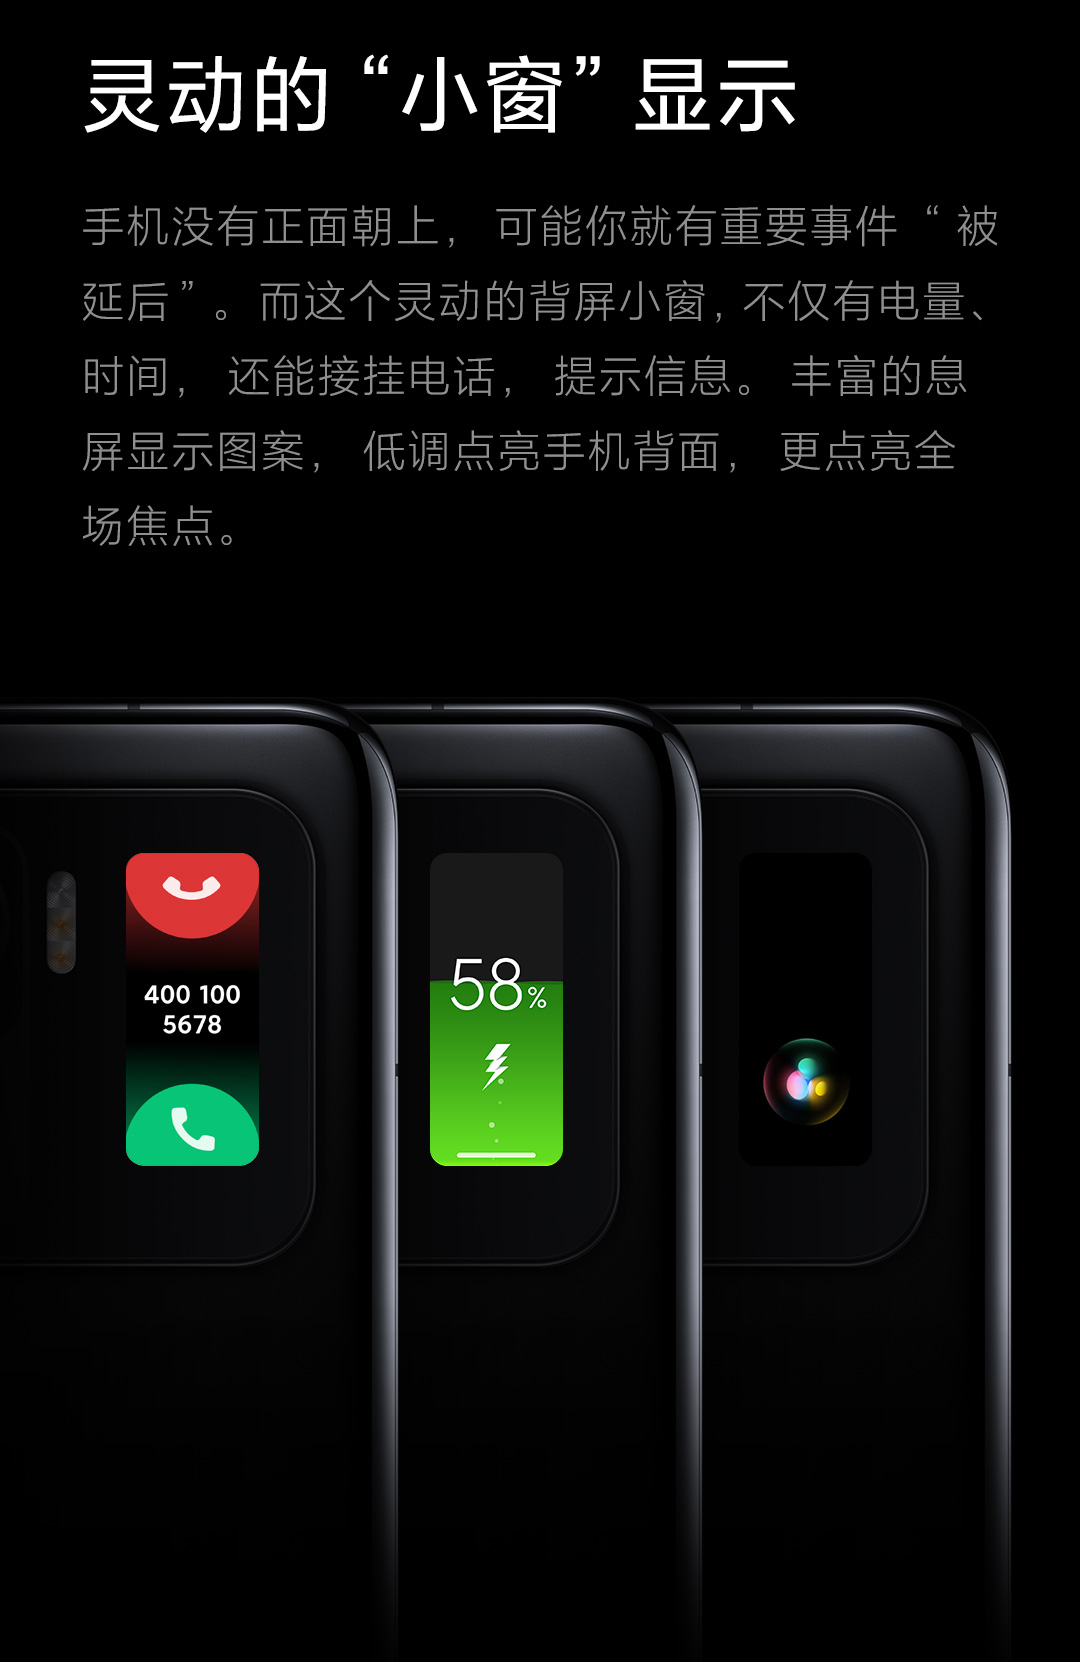 灵动的“小窗”显示
手机没有正面朝上，可能你就有重要事件“被
延后”。而这个灵动的背屏小窗，不仅有电量、
时间，还能接挂电话，提示信息。丰富的息
屏显示图案，低调点亮手机背面，更点亮全
场焦点。
400 100
5678
58%